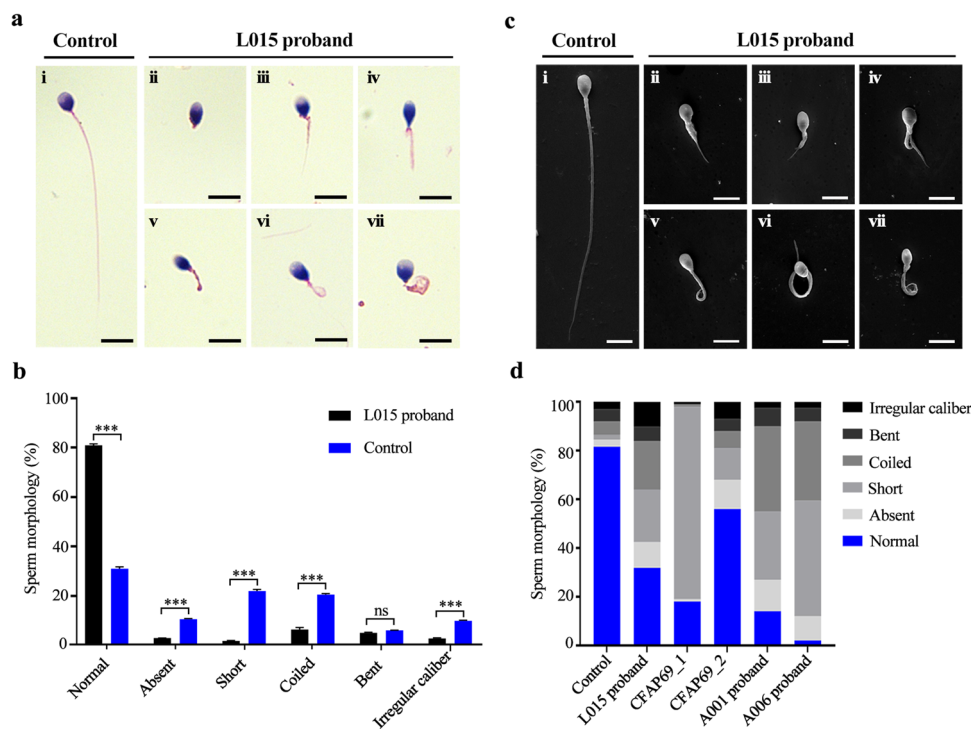 a
Control
L015 proband
i
ii
iii
iv
v
vi
vii
c
Control
L015 proband
i
ii
iii
iv
v
vi
vii
b
Sperm morphology (%)
100
80
60
40
20
0
L015 proband
Control
***
***
***
***
ns
***
Normal
Absent
Short
Coiled
Bent
Irregular caliber
d
Sperm morphology (%)
100
80
60
40
20
0
Irregular caliber
Bent
Coiled
Short
Absent
Normal
Control
L015 proband
CFAP69_1
CFAP69_2
A001 proband
A006 proband